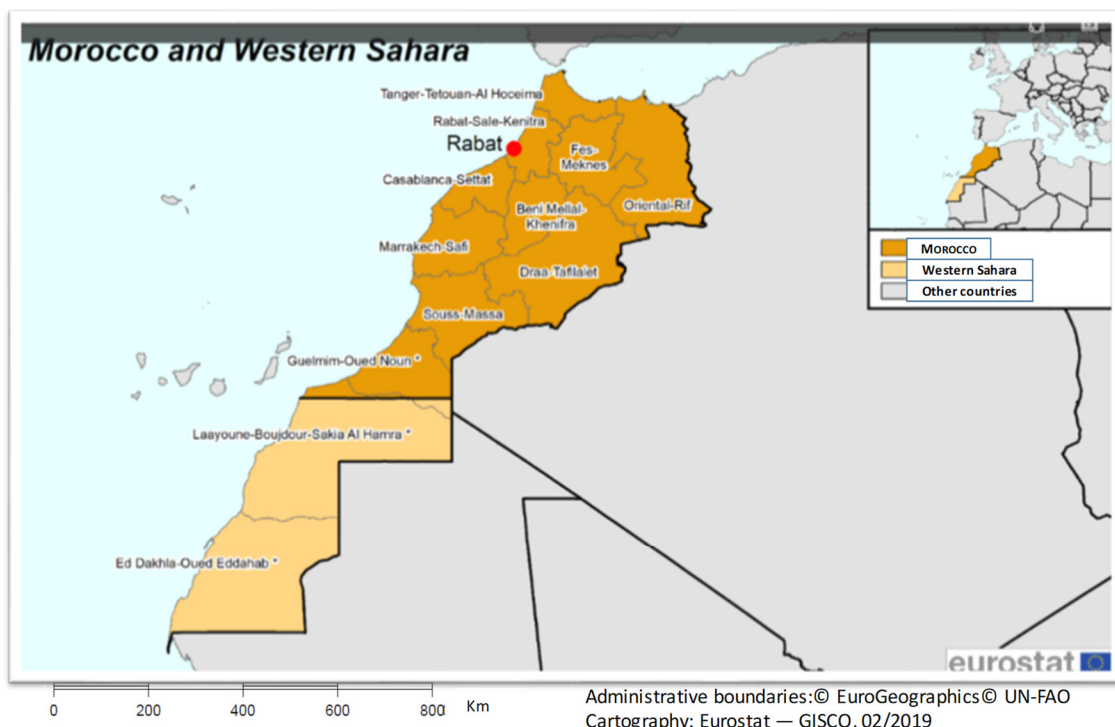 Morocco and Western Sahara
Tanger-Tetouan-Al Hoceima
Rabat-Sale-Kenitra
Rabat
Fes-
Meknes
Casablanca-Settat
Beni Mellal-
Khenifra
Oriental-Rif
Marrakech-Safi
Draa-Tafilalet
Souss-Massa
Guelmim-Oued Noun *
Laayoune-Boujdour-Sakia Al Hamra *
Ed Dakhla-Oued Eddahab *
MOROCCO
Western Sahara
Other countries
eurostat
0 200 400 600 800 Km
Administrative boundaries:© EuroGeographics© UN-FAO
Cartography: Eurostat — GISCO, 02/2019